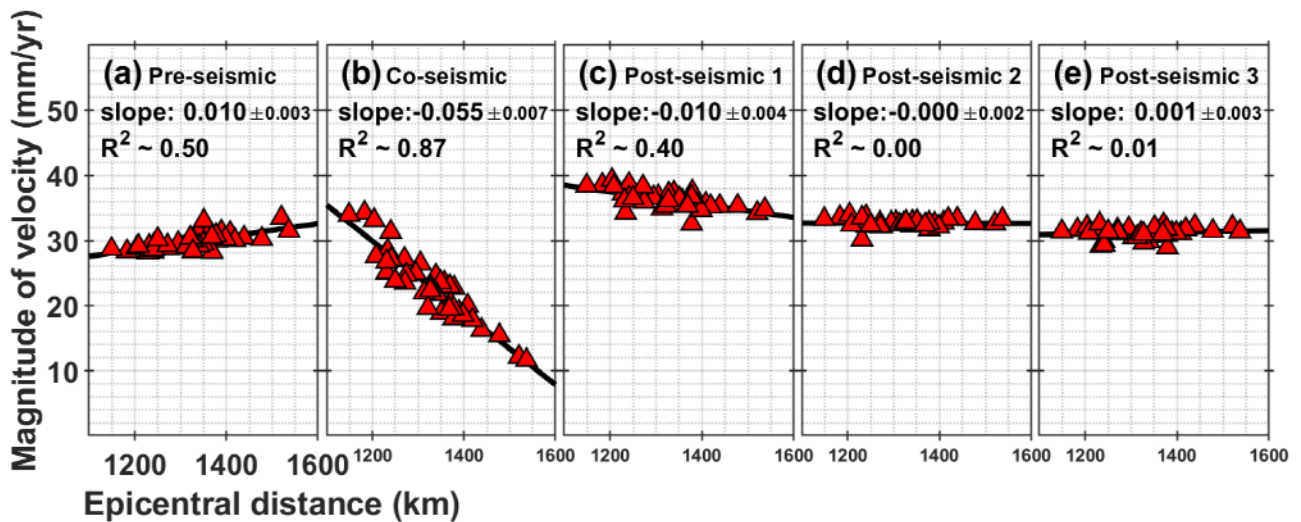 Magnitude of velocity (mm/yr)
50
40
30
20
10
(a) Pre-seismic
slope: 0.010 ±0.003
R² ~ 0.50
(b) Co-seismic
slope:-0.055 ±0.007
R² ~ 0.87
(c) Post-seismic 1
slope:-0.010 ±0.004
R² ~ 0.40
(d) Post-seismic 2
slope:-0.000 ±0.002
R² ~ 0.00
(e) Post-seismic 3
slope: 0.001 ±0.003
R² ~ 0.01
1200 1400 1600
1200 1400 1600
1200 1400 1600
1200 1400 1600
1200 1400 1600
Epicentral distance (km)